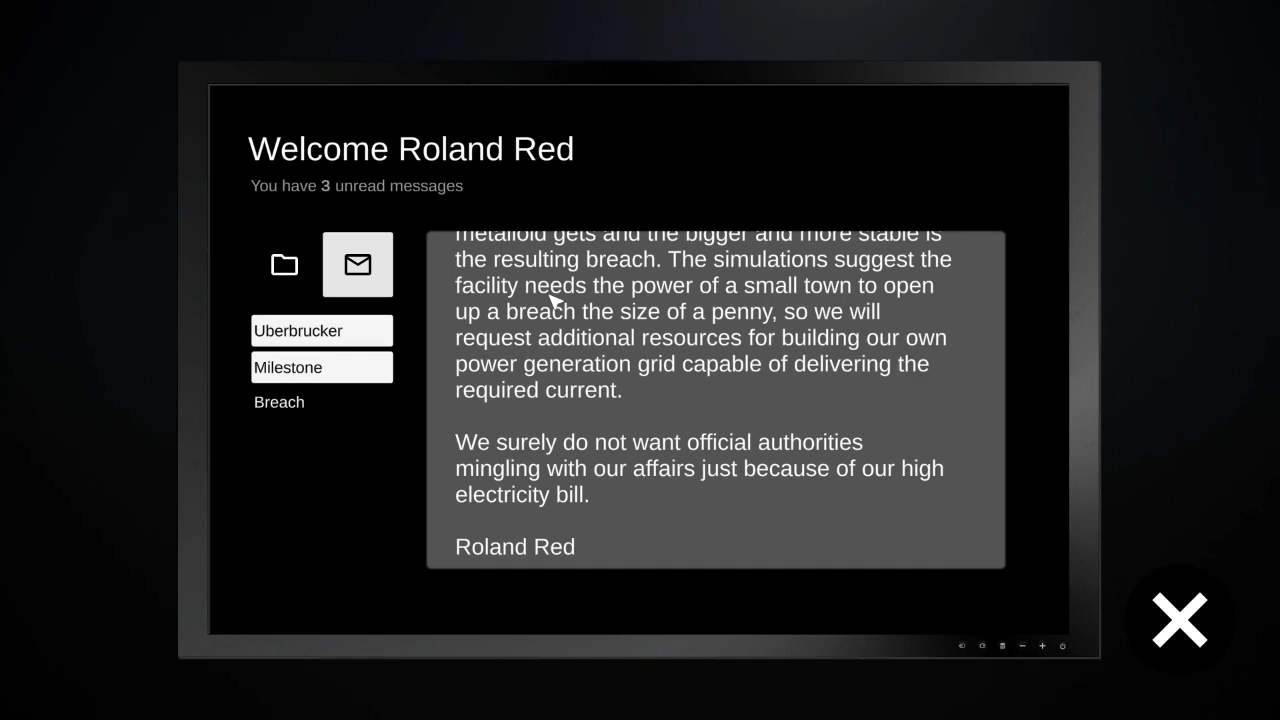 Welcome Roland Red
You have 3 unread messages
Uberbrucker
Milestone
Breach
metalloid gets and the bigger and more stable is
the resulting breach. The simulations suggest the
facility needs the power of a small town to open
up a breach the size of a penny, so we will
request additional resources for building our own
power generation grid capable of delivering the
required current.
We surely do not want official authorities
mingling with our affairs just because of our high
electricity bill.
Roland Red